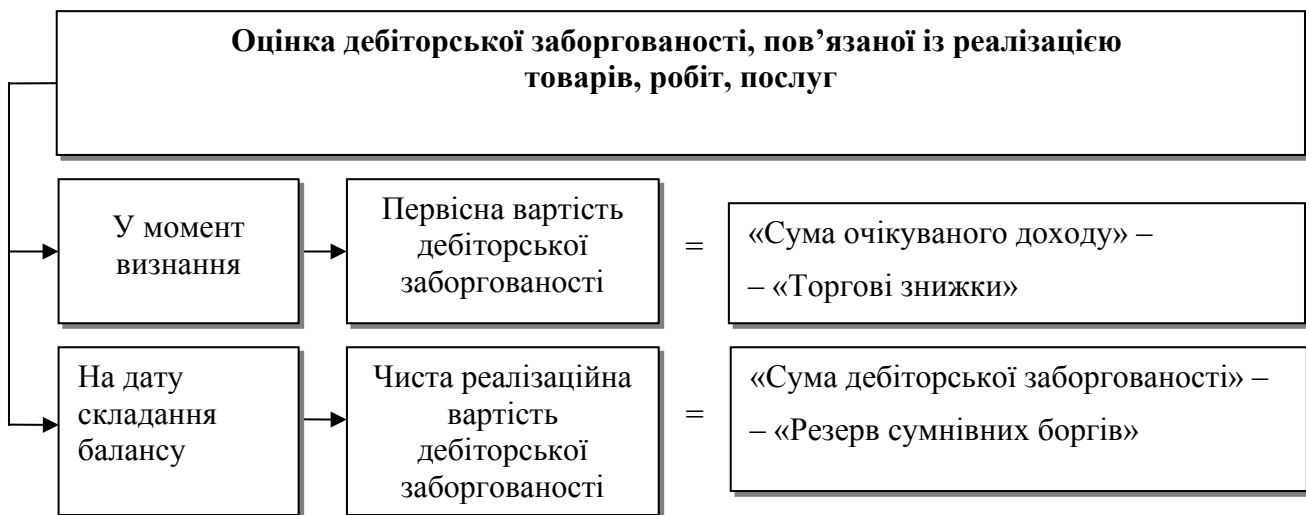 Оцінка дебіторської заборгованості, пов’язаної із реалізацією
товарів, робіт, послуг
У момент
визнання
Первісна вартість
дебіторської
заборгованості
=
«Сума очікуваного доходу» –
– «Торгові знижки»
На дату
складання
балансу
Чиста реалізаційна
вартість
дебіторської
заборгованості
=
«Сума дебіторської заборгованості» –
– «Резерв сумнівних боргів»